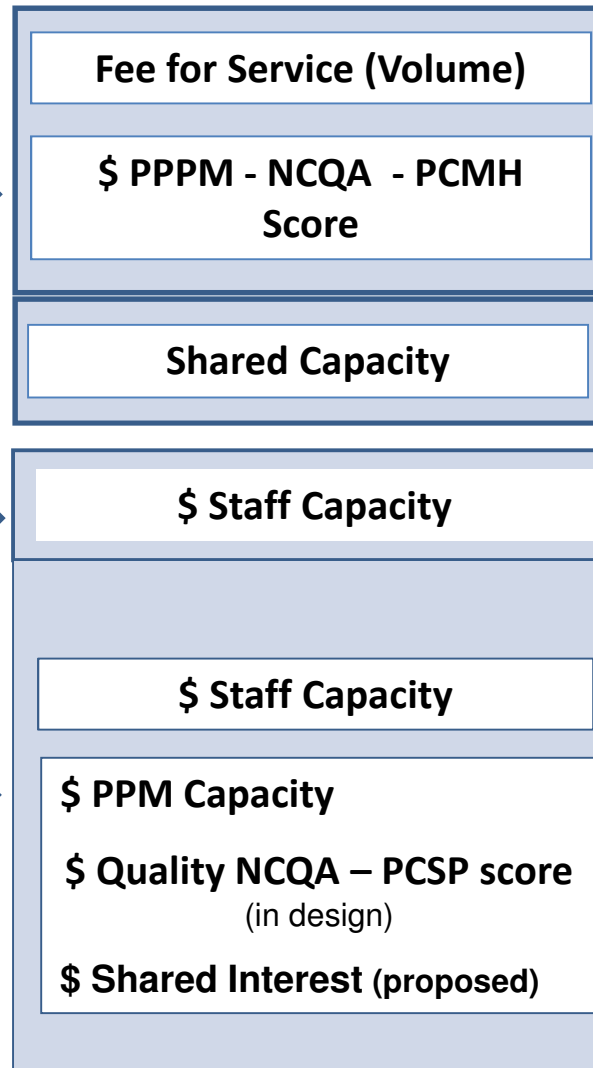 Fee for Service (Volume)
$ PPPM - NCQA - PCMH
Score
Shared Capacity
$ Staff Capacity
$ Staff Capacity
$ PPM Capacity
$ Quality NCQA – PCSP score
(in design)
$ Shared Interest (proposed)